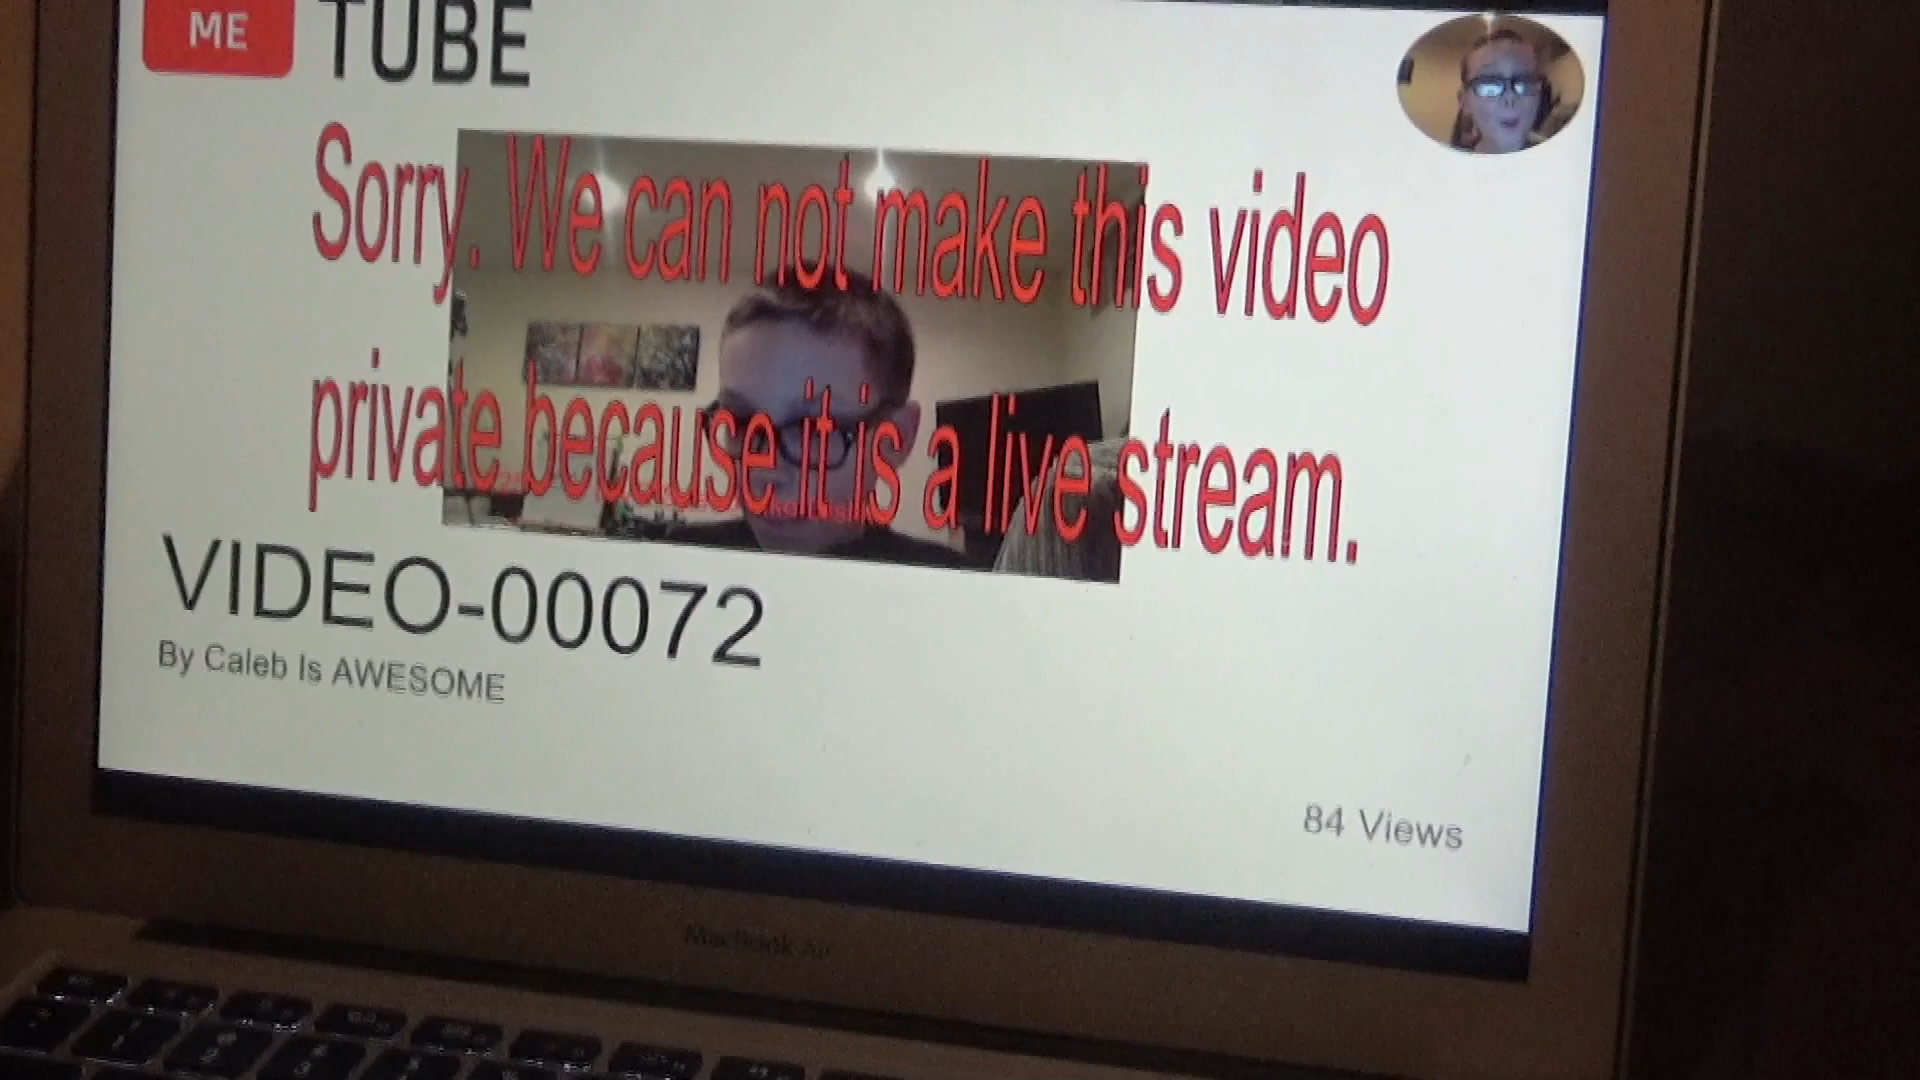 ME TUBE
Sorry. We can not make this video
private because it is a live stream.
VIDEO-00072
By Caleb Is AWESOME
84 Views
MacBook Air